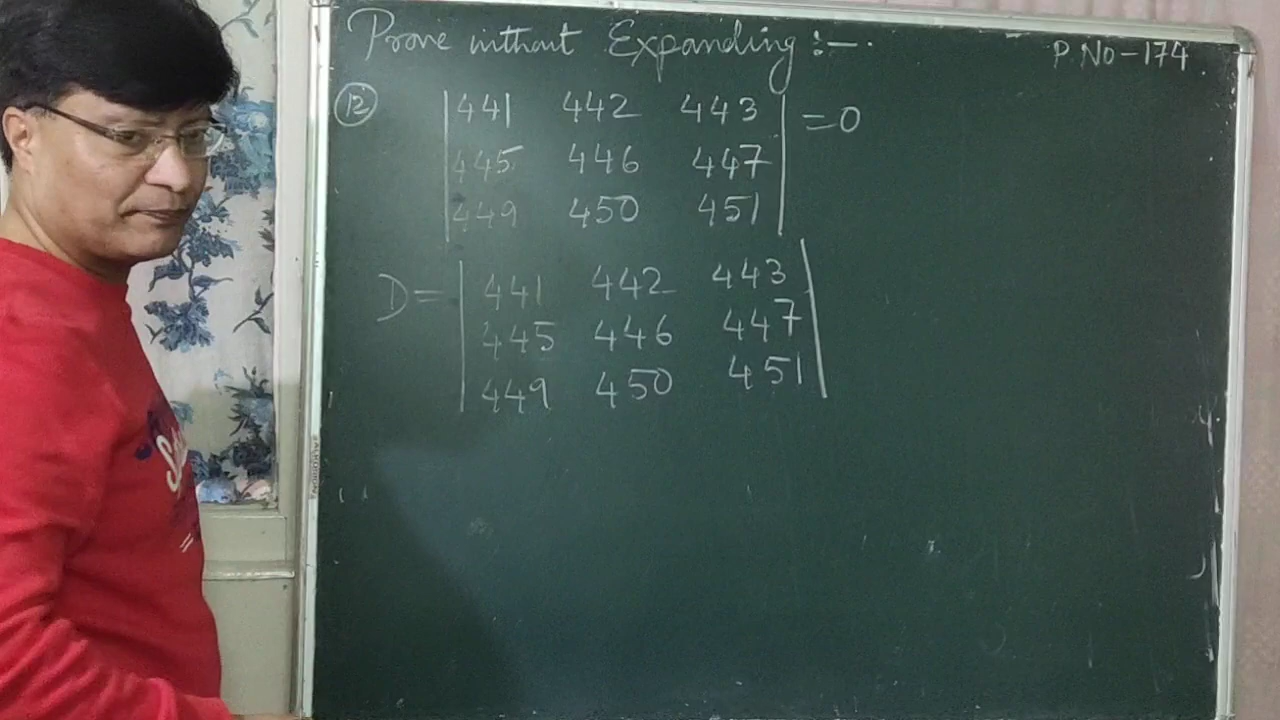 Prove without Expanding :—.
P.No-174.
12
441 442 443
445 446 447 =0
449 450 451
D=
441 442 443
445 446 447
449 450 451